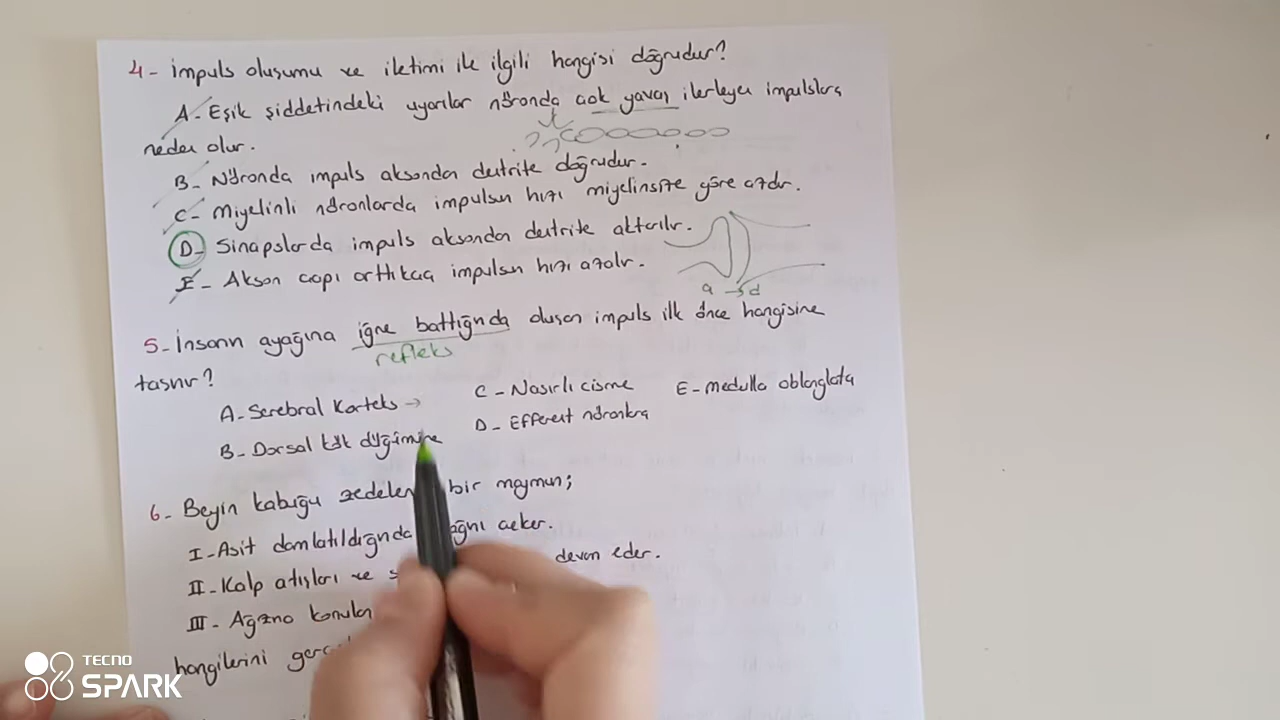 4- İmpuls oluşumu ve iletimi ile ilgili hangisi doğrudur?
A- Eşik şiddetindeki uyarılar nöronda çok yavaş ilerleyen impulslara
neden olur.
B- Nöronda impuls aksondan dentrite doğrudur.
C- Miyelinli nöronlarda impulsun hızı miyelinsize göre azdır.
D- Sinapslarda impuls aksondan dentrite aktarılır.
E- Akson çapı arttıkça impulsun hızı azalır.
a → d
5- İnsanın ayağına iğne battığında oluşan impuls ilk önce hangisine
refleks
taşınır?
A- Serebral Korteks →
C- Nasırlı cisme
E- medulla oblangłata
B- Dorsal kök düğümüne
D- Efferent nöronlara
6- Beyin kabuğu bir maymun;
I- Asit damlatıldığında çeker.
II- Kalp atışları ve devam eder.
III- Ağzına
hangilerini
TECNO
SPARK